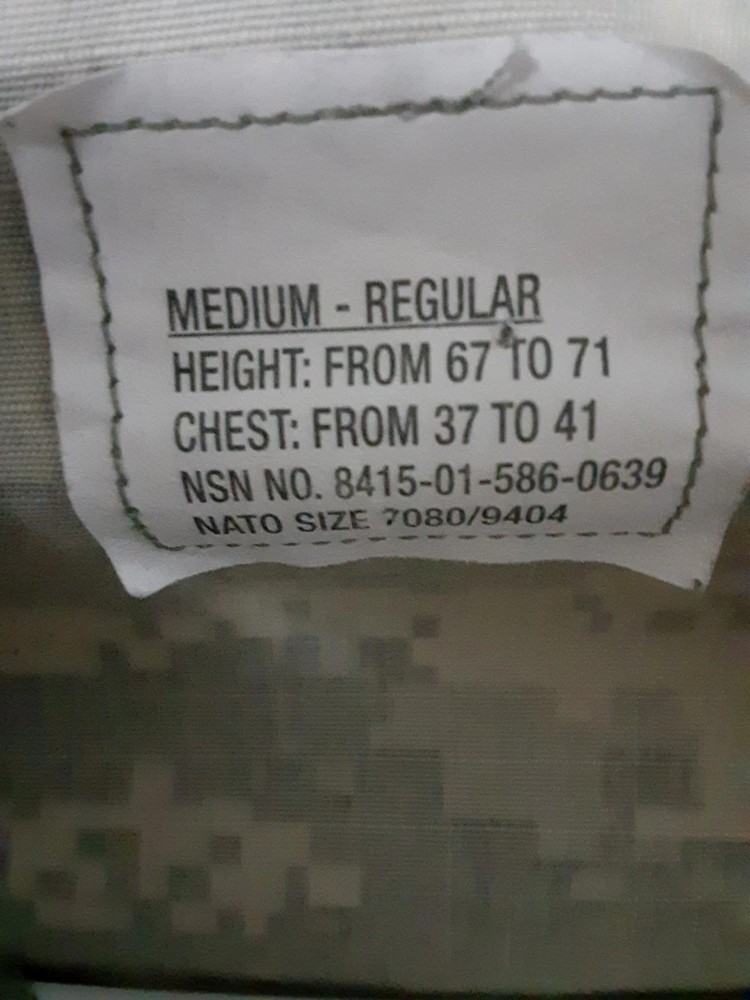 MEDIUM - REGULAR
HEIGHT: FROM 67 TO 71
CHEST: FROM 37 TO 41
NSN NO. 8415-01-586-0639
NATO SIZE 7080/9404